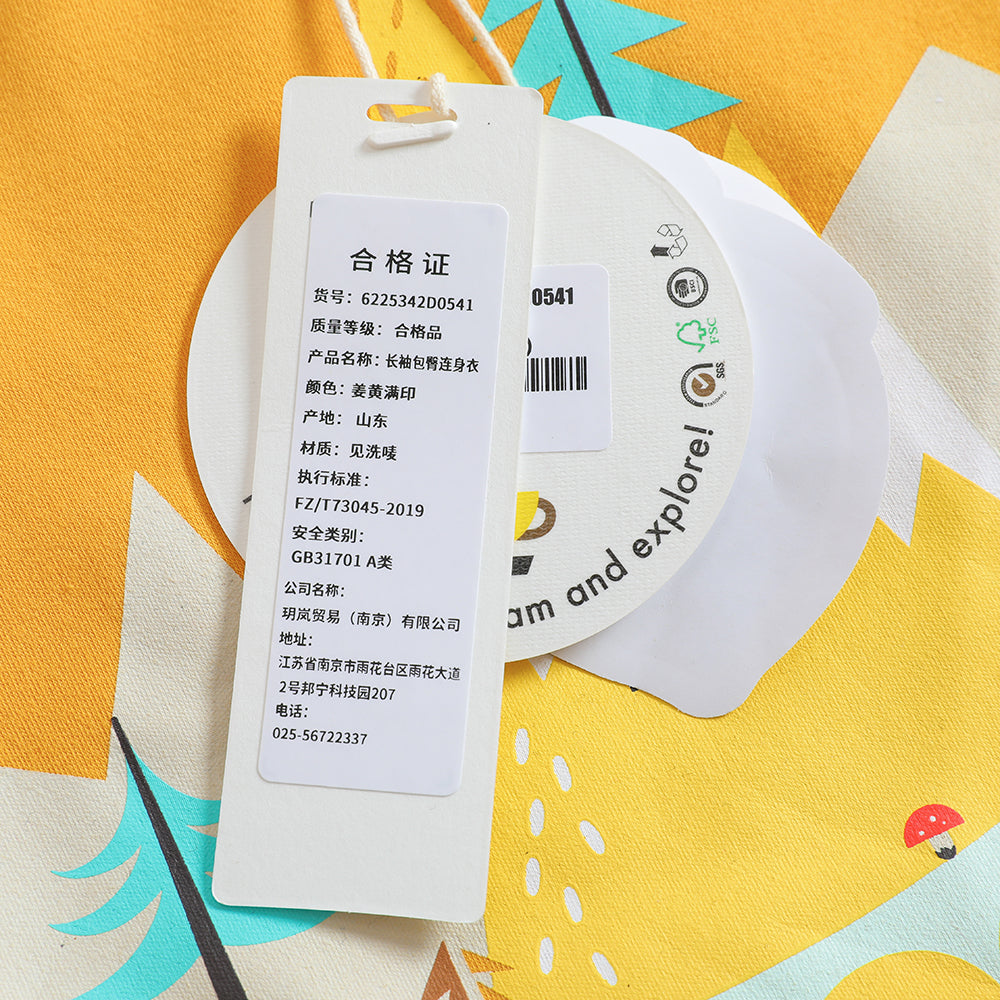 合格证
货号：6225342D0541
质量等级：合格品
产品名称：长袖包臀连身衣
颜色：姜黄满印
产地：山东
材质：见洗唛
执行标准：
FZ/T73045-2019
安全类别：
GB31701 A类
公司名称：
玥岚贸易（南京）有限公司
地址：
江苏省南京市雨花台区雨花大道
2号邦宁科技园207
电话：
025-56722337
D0541
FSC
SGS
am and explore!